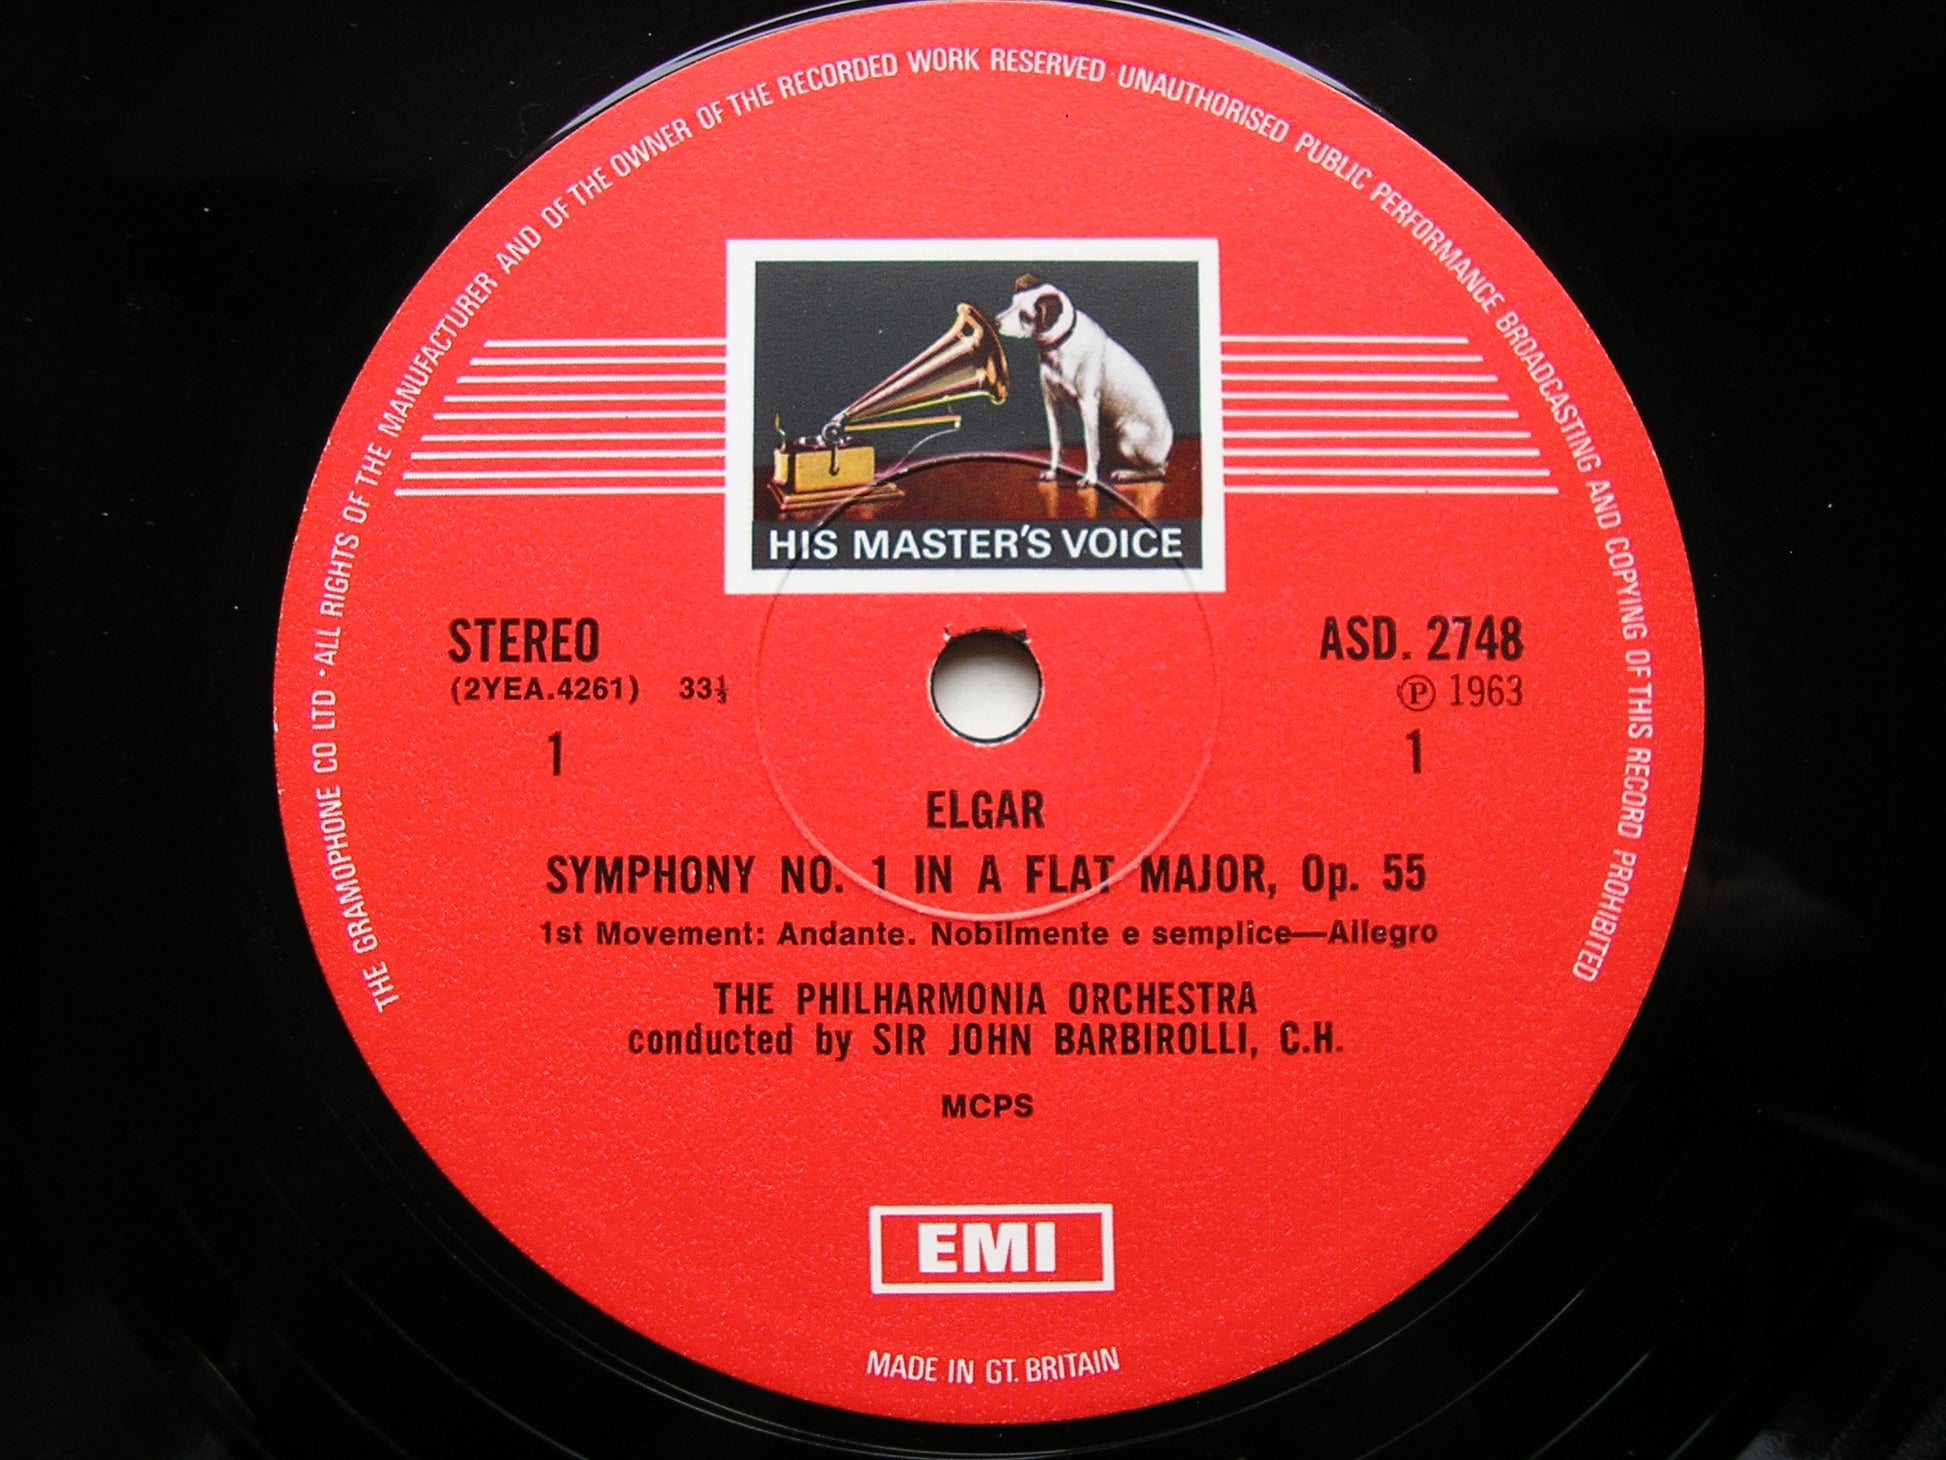 THE GRAMOPHONE CO LTD · ALL RIGHTS OF THE MANUFACTURER AND OF THE OWNER OF THE RECORDED WORK RESERVED · UNAUTHORISED PUBLIC PERFORMANCE BROADCASTING AND COPYING OF THIS RECORD PROHIBITED
HIS MASTER'S VOICE
STEREO
ASD. 2748
(2YEA.4261) 33⅓
Ⓟ 1963
1
1
ELGAR
SYMPHONY NO. 1 IN A FLAT MAJOR, Op. 55
1st Movement: Andante. Nobilmente e semplice—Allegro
THE PHILHARMONIA ORCHESTRA
conducted by SIR JOHN BARBIROLLI, C.H.
MCPS
EMI
MADE IN GT. BRITAIN